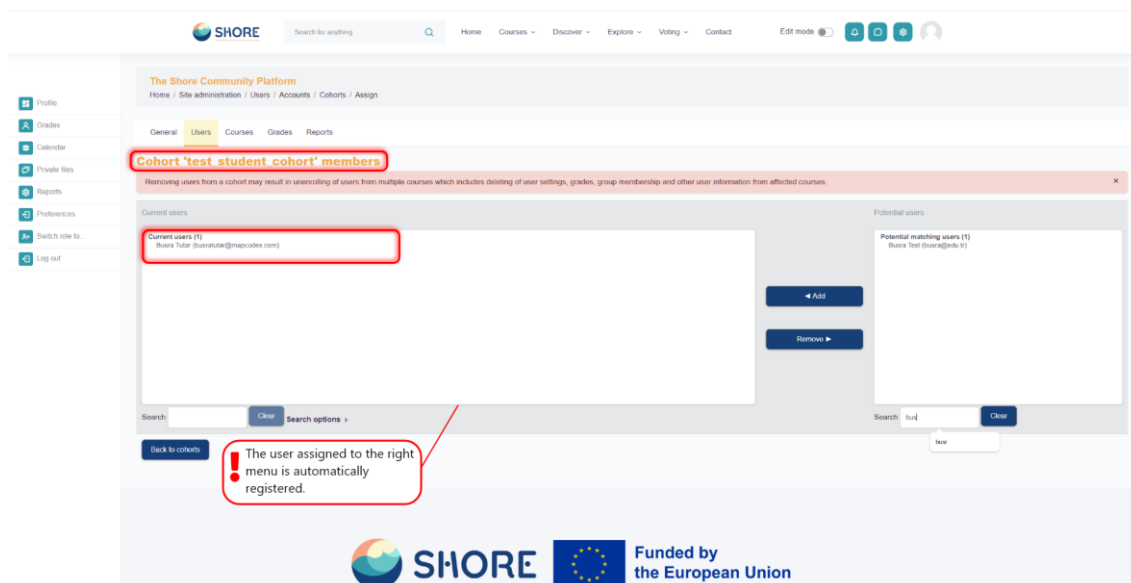 SHORE
Search for anything
Home Courses Discover Explore Voting Contact
Edit mode
The Shore Community Platform
Home / Site administration / Users / Accounts / Cohorts / Assign
Profile
Grades
Calendar
Private files
Reports
Preferences
Switch role to...
Log out
General Users Courses Grades Reports
Cohort 'test_student_cohort' members
Removing users from a cohort may result in unenrolling of users from multiple courses which includes deleting of user settings, grades, group membership and other user information from affected courses.
Current users
Current users (1)
Busra Tutar (busratutar@mapcodex.com)
◄ Add
Remove ►
Potential users
Potential matching users (1)
Busra Test (busra@edu.tr)
Search
Clear
Search options
Search bus
Clear
Back to cohorts
The user assigned to the right
menu is automatically
registered.
SHORE
Funded by
the European Union